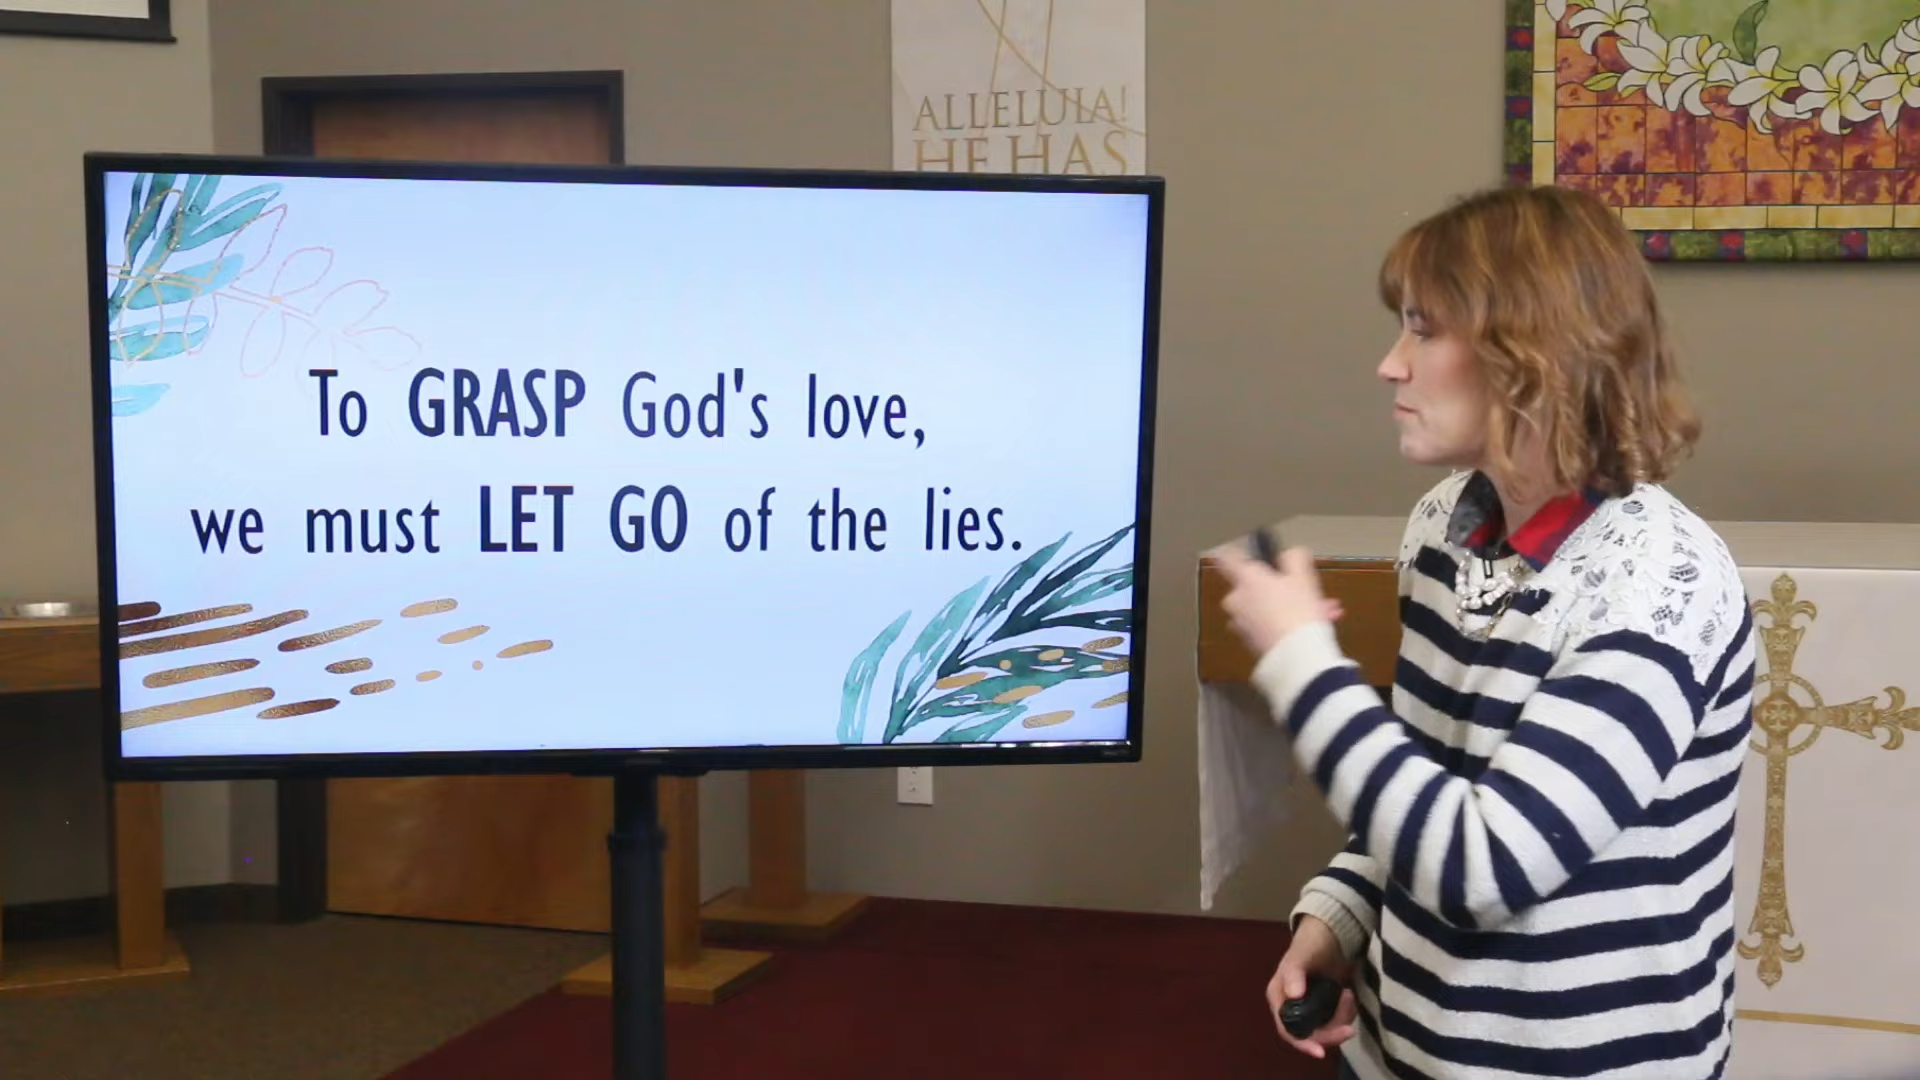 ALLELUIA!
HE HAS
To GRASP God's love,
we must LET GO of the lies.